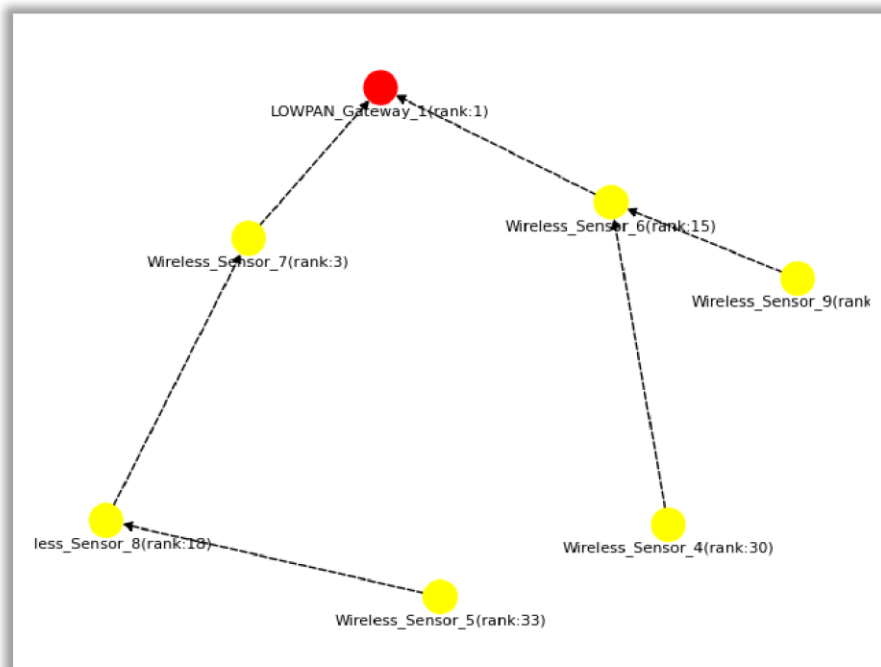 LOWPAN_Gateway_1(rank:1)
Wireless_Sensor_6(rank:15)
Wireless_Sensor_7(rank:3)
Wireless_Sensor_9(rank
less_Sensor_8(rank:18)
Wireless_Sensor_4(rank:30)
Wireless_Sensor_5(rank:33)